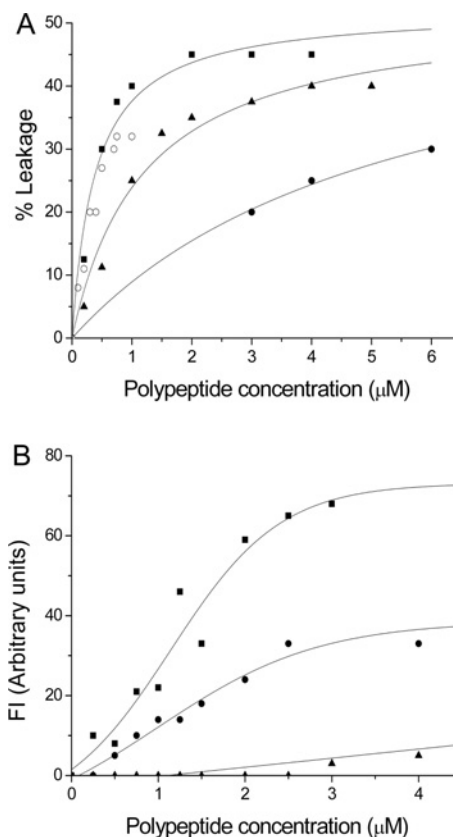 A
50
40
30
20
10
0
% Leakage
0 1 2 3 4 5 6
Polypeptide concentration (μM)
B
80
60
40
20
0
FI (Arbitrary units)
0 1 2 3 4
Polypeptide concentration (μM)